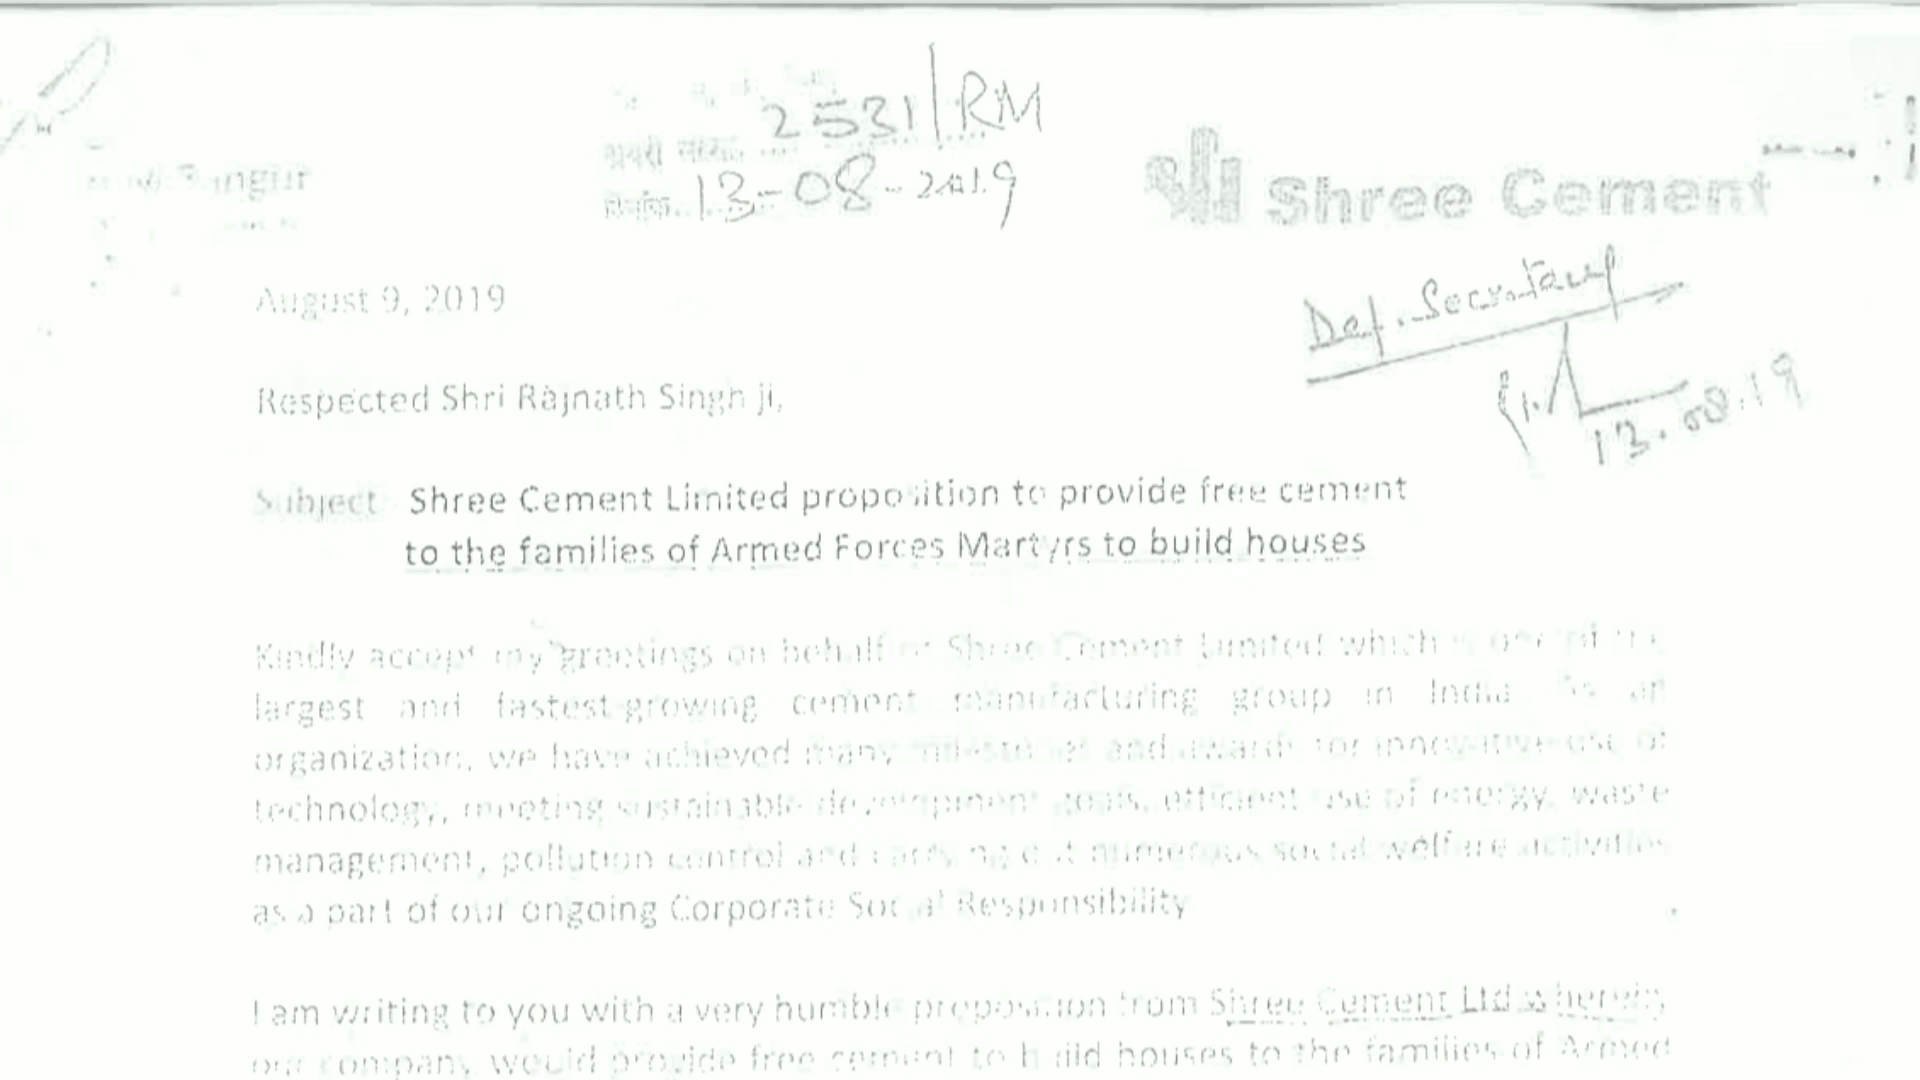 2531/RM
13-08-2019
Shree Cement
Def. Secretary
13.08.19
August 9, 2019
Respected Shri Rajnath Singh ji,
Subject Shree Cement Limited proposition to provide free cement
to the families of Armed Forces Martyrs to build houses
Kindly accept my greetings on behalf of Shree Cement Limited which is one of the
largest and fastest-growing cement manufacturing group in India. As an
organization, we have achieved many milestones and awards for innovative use of
technology, meeting sustainable development goals, efficient use of energy, waste
management, pollution control and carrying out numerous social welfare activities
as a part of our ongoing Corporate Social Responsibility
I am writing to you with a very humble proposition from Shree Cement Ltd wherein
our company would provide free cement to build houses to the families of Armed